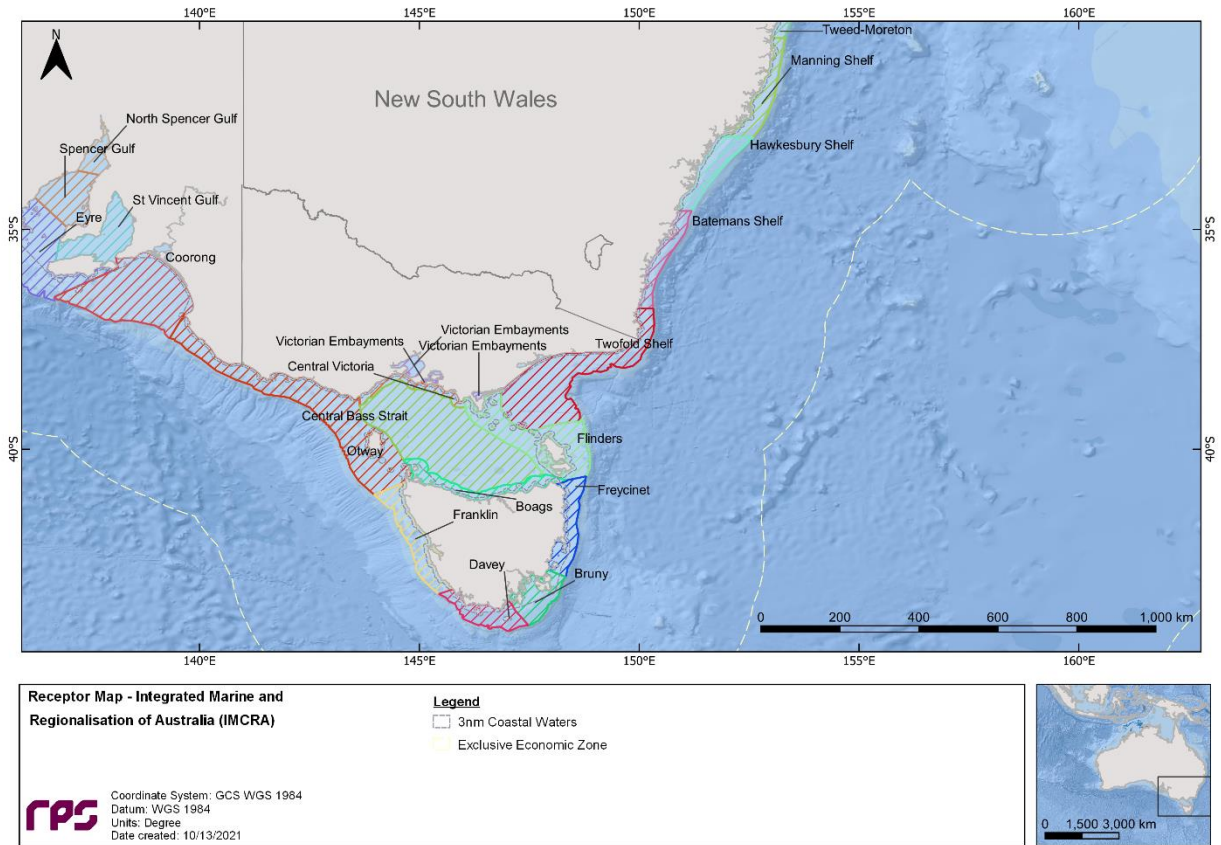 140°E 145°E 150°E 155°E 160°E
N
Tweed-Moreton
Manning Shelf
New South Wales
North Spencer Gulf
Hawkesbury Shelf
Spencer Gulf
St Vincent Gulf
Eyre
Batemans Shelf
35°S
35°S
Coorong
Victorian Embayments
Victorian Embayments
Victorian Embayments
Twofold Shelf
Central Victoria
Central Bass Strait
Flinders
40°S
40°S
Otway
Freycinet
Boags
Franklin
Davey
Bruny
0 200 400 600 800 1,000 km
140°E 145°E 150°E 155°E 160°E
Receptor Map - Integrated Marine and
Regionalisation of Australia (IMCRA)
Legend
3nm Coastal Waters
Exclusive Economic Zone
rps
Coordinate System: GCS WGS 1984
Datum: WGS 1984
Units: Degree
Date created: 10/13/2021
0 1,500 3,000 km